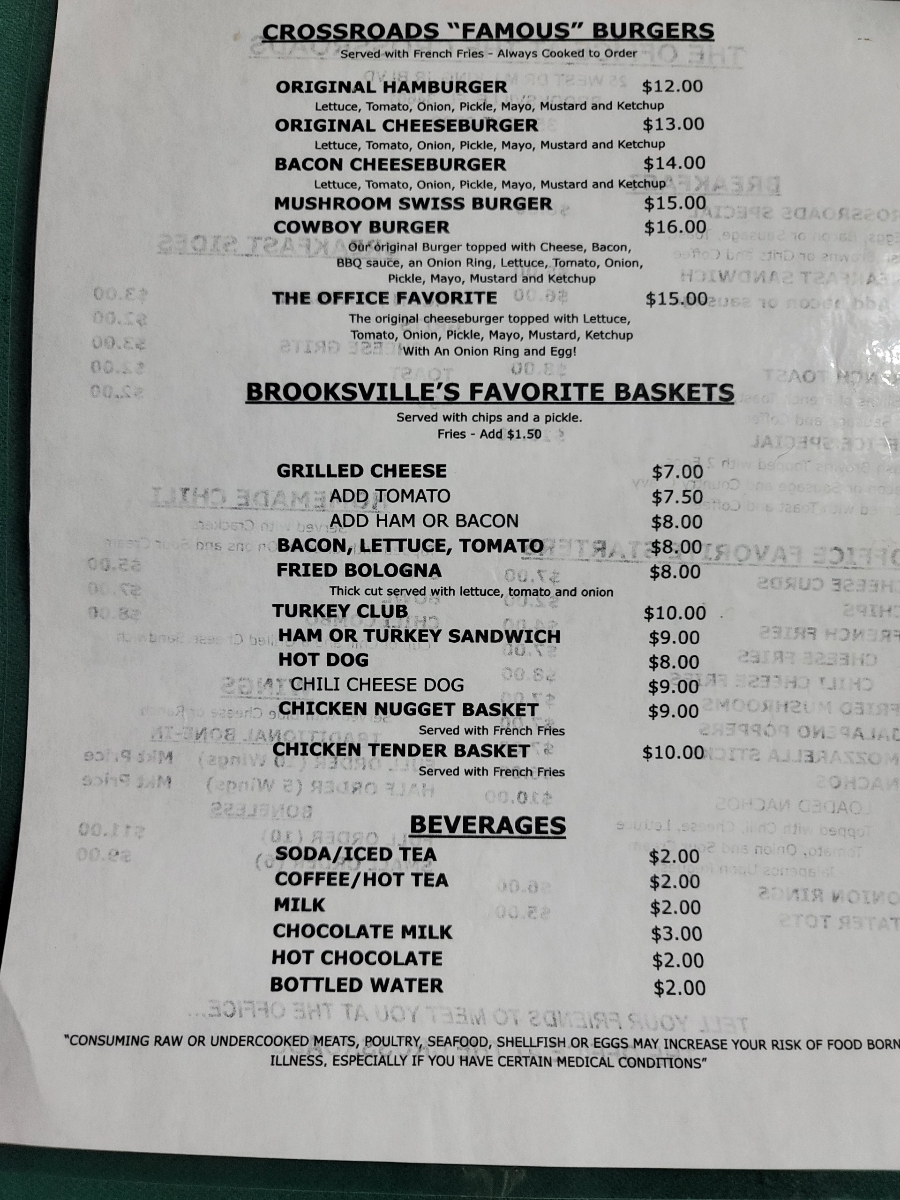 CROSSROADS "FAMOUS" BURGERS
Served with French Fries - Always Cooked to Order
ORIGINAL HAMBURGER $12.00
Lettuce, Tomato, Onion, Pickle, Mayo, Mustard and Ketchup
ORIGINAL CHEESEBURGER $13.00
Lettuce, Tomato, Onion, Pickle, Mayo, Mustard and Ketchup
BACON CHEESEBURGER $14.00
Lettuce, Tomato, Onion, Pickle, Mayo, Mustard and Ketchup
MUSHROOM SWISS BURGER $15.00
COWBOY BURGER $16.00
Our original Burger topped with Cheese, Bacon,
BBQ sauce, an Onion Ring, Lettuce, Tomato, Onion,
Pickle, Mayo, Mustard and Ketchup
THE OFFICE FAVORITE $15.00
The original cheeseburger topped with Lettuce,
Tomato, Onion, Pickle, Mayo, Mustard, Ketchup
With An Onion Ring and Egg!
BROOKSVILLE'S FAVORITE BASKETS
Served with chips and a pickle.
Fries - Add $1.50
GRILLED CHEESE $7.00
ADD TOMATO $7.50
ADD HAM OR BACON $8.00
BACON, LETTUCE, TOMATO $8.00
FRIED BOLOGNA $8.00
Thick cut served with lettuce, tomato and onion
TURKEY CLUB $10.00
HAM OR TURKEY SANDWICH $9.00
HOT DOG $8.00
CHILI CHEESE DOG $9.00
CHICKEN NUGGET BASKET $9.00
Served with French Fries
CHICKEN TENDER BASKET $10.00
Served with French Fries
BEVERAGES
SODA/ICED TEA $2.00
COFFEE/HOT TEA $2.00
MILK $2.00
CHOCOLATE MILK $3.00
HOT CHOCOLATE $2.00
BOTTLED WATER $2.00
"CONSUMING RAW OR UNDERCOOKED MEATS, POULTRY, SEAFOOD, SHELLFISH OR EGGS MAY INCREASE YOUR RISK OF FOOD BORN
ILLNESS, ESPECIALLY IF YOU HAVE CERTAIN MEDICAL CONDITIONS"